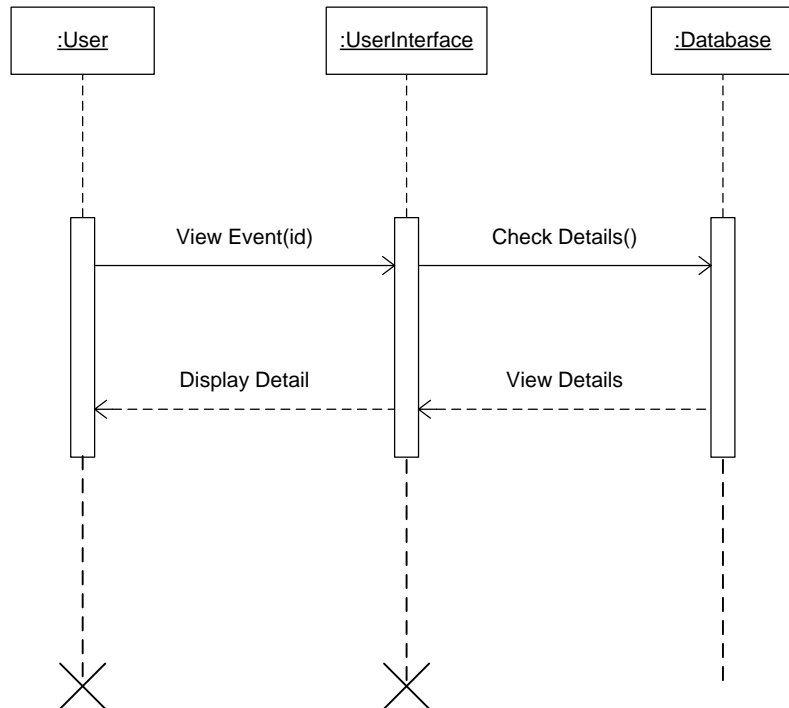 :User
:UserInterface
:Database
View Event(id)
Check Details()
Display Detail
View Details